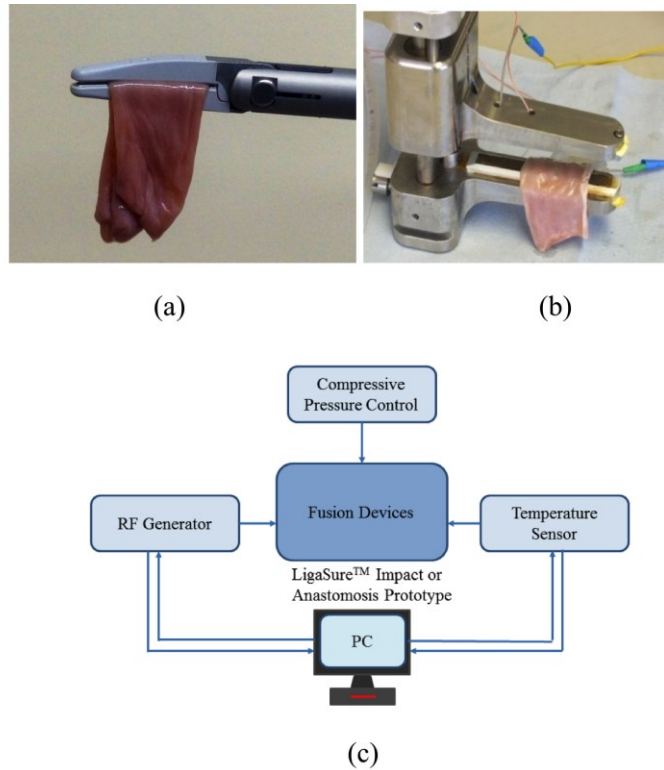 (a)
(b)
Compressive
Pressure Control
RF Generator
Fusion Devices
Temperature
Sensor
LigaSure™ Impact or
Anastomosis Prototype
PC
(c)